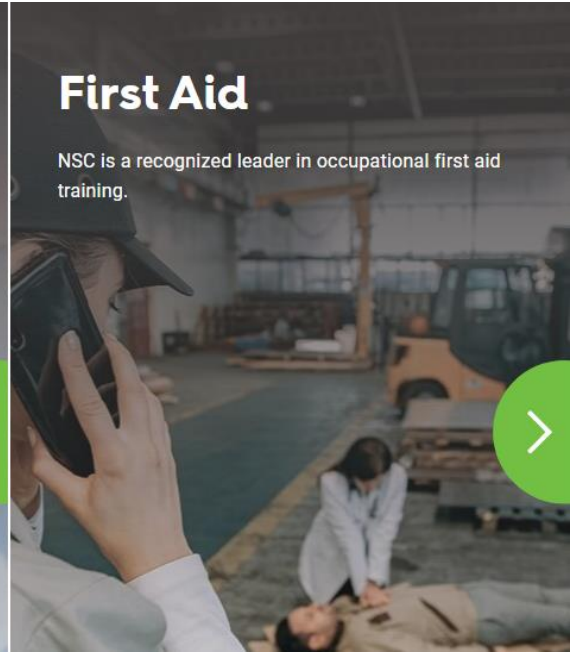 First Aid
NSC is a recognized leader in occupational first aid
training.